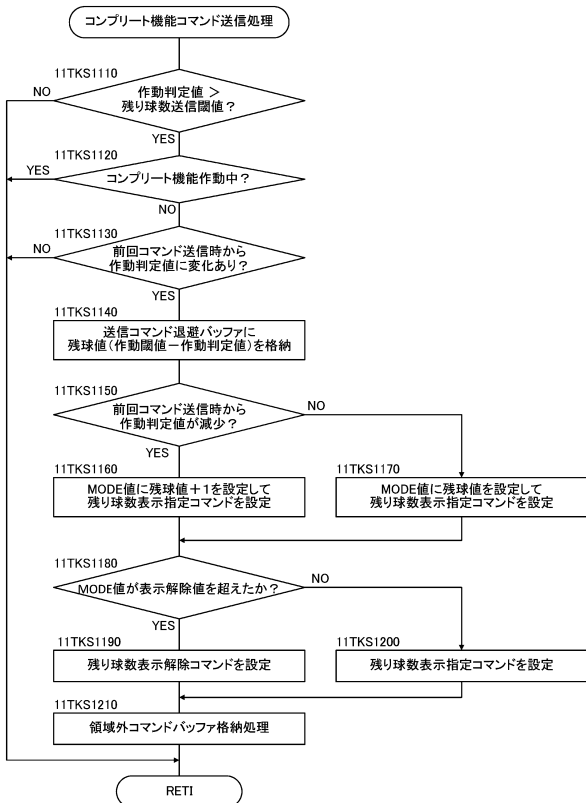 コンプリート機能コマンド送信処理
11TKS1110
NO
作動判定値 ＞
残り球数送信閾値？
YES
11TKS1120
YES
コンプリート機能作動中？
NO
11TKS1130
NO
前回コマンド送信時から
作動判定値に変化あり？
YES
11TKS1140
送信コマンド退避バッファに
残球値(作動閾値－作動判定値)を格納
11TKS1150
NO
前回コマンド送信時から
作動判定値が減少？
YES
11TKS1160
11TKS1170
MODE値に残球値＋1を設定して
残り球数表示指定コマンドを設定
MODE値に残球値を設定して
残り球数表示指定コマンドを設定
11TKS1180
NO
MODE値が表示解除値を超えたか？
YES
11TKS1190
11TKS1200
残り球数表示解除コマンドを設定
残り球数表示指定コマンドを設定
11TKS1210
領域外コマンドバッファ格納処理
RETI